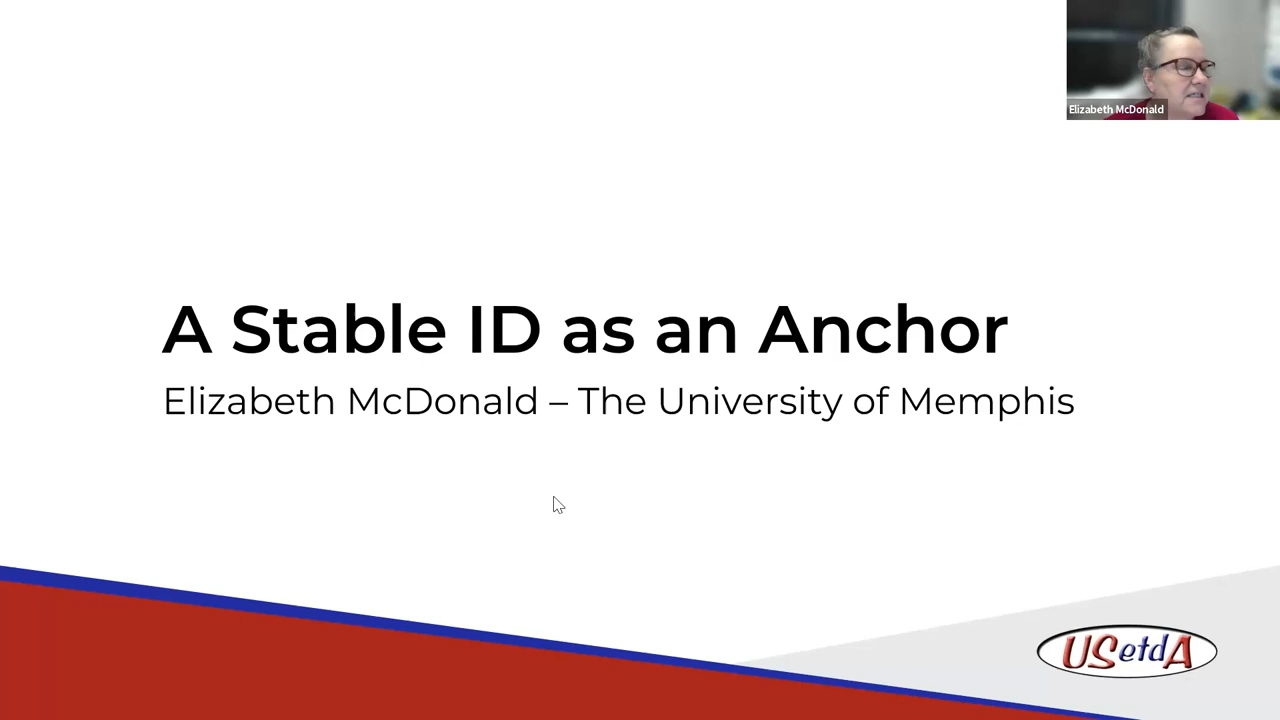 Elizabeth McDonald
A Stable ID as an Anchor
Elizabeth McDonald – The University of Memphis
USetdA